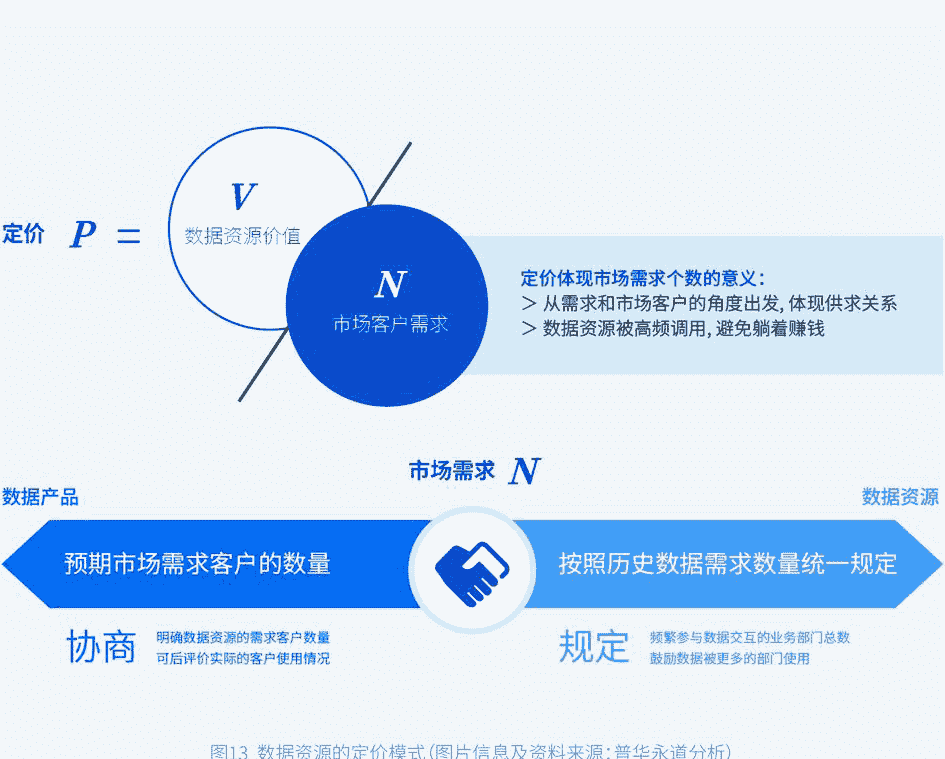 V
数据资源价值
定价 P =
N
市场客户需求
定价体现市场需求个数的意义：
＞从需求和市场客户的角度出发, 体现供求关系
＞数据资源被高频调用, 避免躺着赚钱
市场需求 N
数据产品
数据资源
预期市场需求客户的数量
按照历史数据需求数量统一规定
协商
明确数据资源的需求客户数量
可后评价实际的客户使用情况
规定
频繁参与数据交互的业务部门总数
鼓励数据被更多的部门使用
图13 数据资源的定价模式(图片信息及资料来源：普华永道分析)